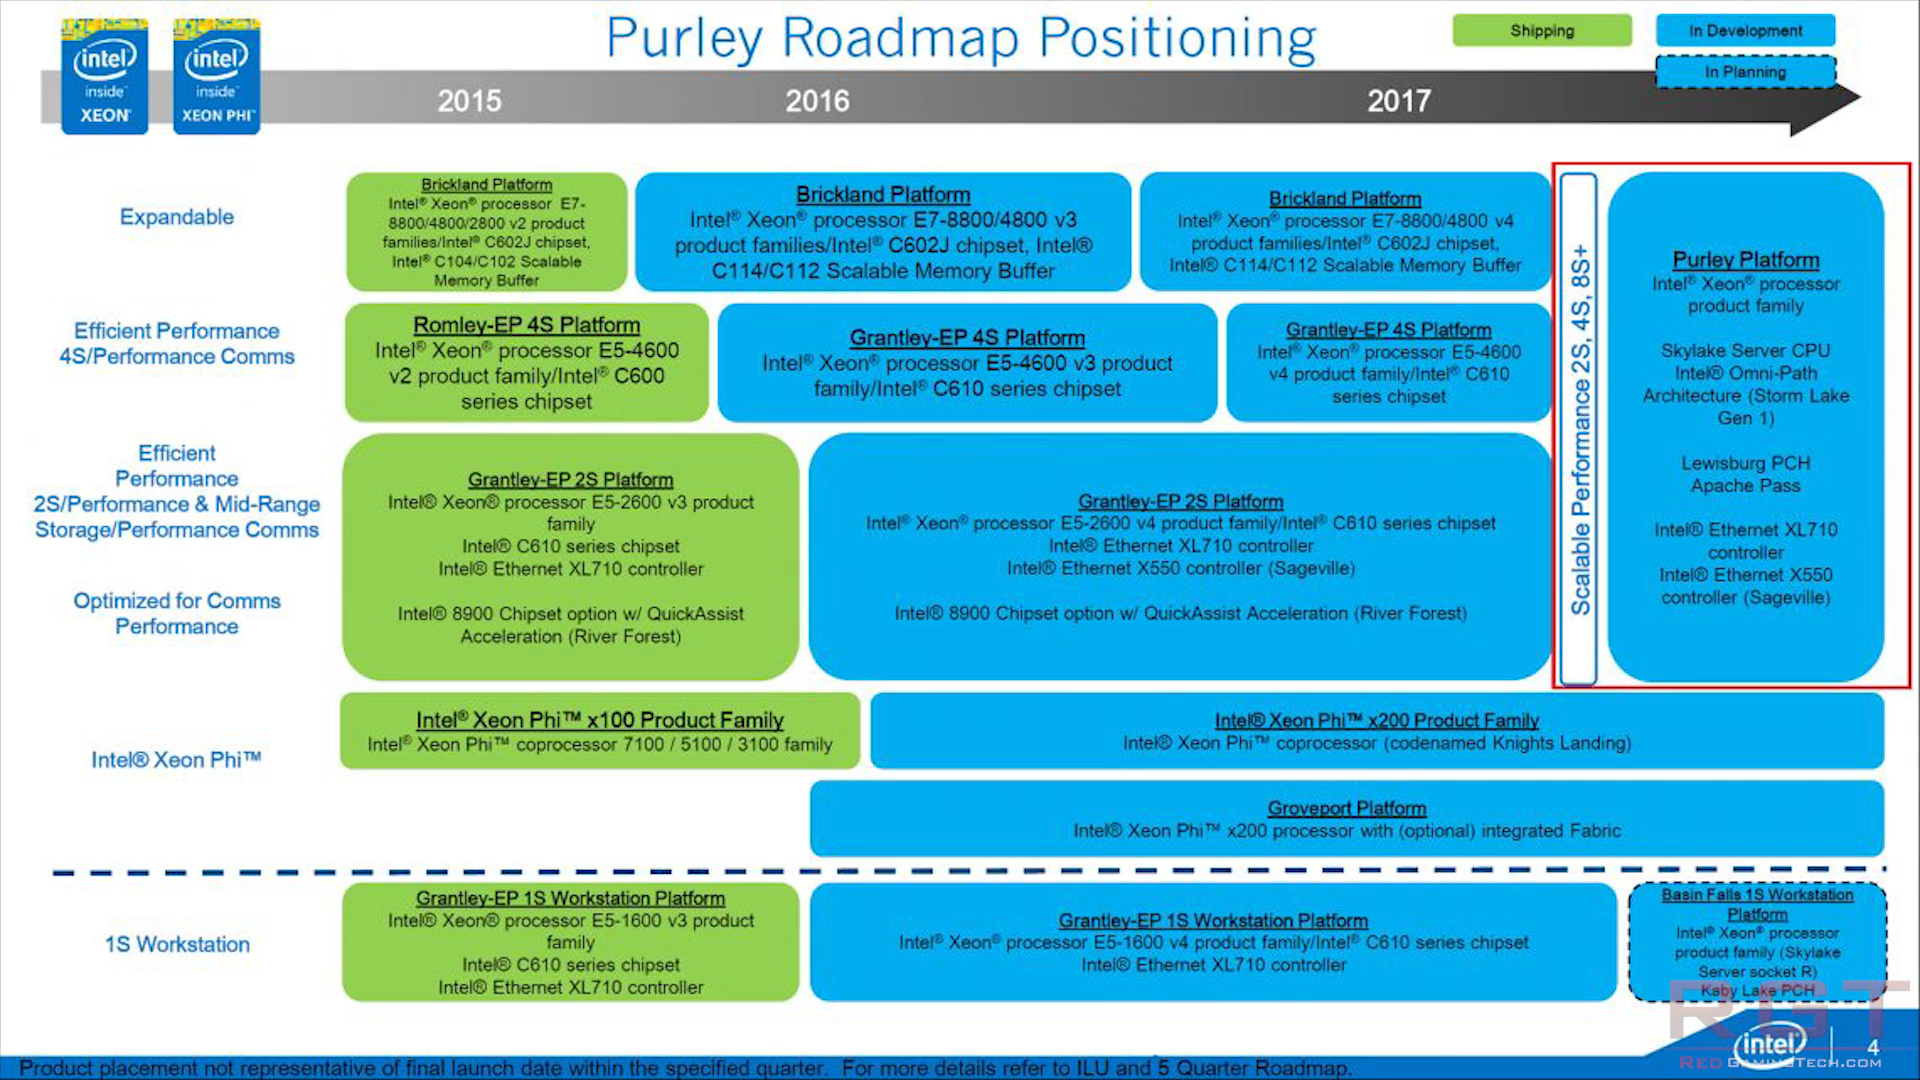 Purley Roadmap Positioning
Shipping
In Development
In Planning
intel
inside
XEON
intel
inside
XEON PHI
2015
2016
2017
Expandable
Brickland Platform
Intel® Xeon® processor E7-
8800/4800/2800 v2 product
families/Intel® C602J chipset,
Intel® C104/C102 Scalable
Memory Buffer
Brickland Platform
Intel® Xeon® processor E7-8800/4800 v3
product families/Intel® C602J chipset, Intel®
C114/C112 Scalable Memory Buffer
Brickland Platform
Intel® Xeon® processor E7-8800/4800 v4
product families/Intel® C602J chipset,
Intel® C114/C112 Scalable Memory Buffer
Efficient Performance
4S/Performance Comms
Romley-EP 4S Platform
Intel® Xeon® processor E5-4600
v2 product family/Intel® C600
series chipset
Grantley-EP 4S Platform
Intel® Xeon® processor E5-4600 v3 product
family/Intel® C610 series chipset
Grantley-EP 4S Platform
Intel® Xeon® processor E5-4600
v4 product family/Intel® C610
series chipset
Efficient
Performance
2S/Performance & Mid-Range
Storage/Performance Comms
Optimized for Comms
Performance
Grantley-EP 2S Platform
Intel® Xeon® processor E5-2600 v3 product
family
Intel® C610 series chipset
Intel® Ethernet XL710 controller
Intel® 8900 Chipset option w/ QuickAssist
Acceleration (River Forest)
Grantley-EP 2S Platform
Intel® Xeon® processor E5-2600 v4 product family/Intel® C610 series chipset
Intel® Ethernet XL710 controller
Intel® Ethernet X550 controller (Sageville)
Intel® 8900 Chipset option w/ QuickAssist Acceleration (River Forest)
Scalable Performance 2S, 4S, 8S+
Purley Platform
Intel® Xeon® processor
product family
Skylake Server CPU
Intel® Omni-Path
Architecture (Storm Lake
Gen 1)
Lewisburg PCH
Apache Pass
Intel® Ethernet XL710
controller
Intel® Ethernet X550
controller (Sageville)
Intel® Xeon Phi™
Intel® Xeon Phi™ x100 Product Family
Intel® Xeon Phi™ coprocessor 7100 / 5100 / 3100 family
Intel® Xeon Phi™ x200 Product Family
Intel® Xeon Phi™ coprocessor (codenamed Knights Landing)
Groveport Platform
Intel® Xeon Phi™ x200 processor with (optional) integrated Fabric
1S Workstation
Grantley-EP 1S Workstation Platform
Intel® Xeon® processor E5-1600 v3 product
family
Intel® C610 series chipset
Intel® Ethernet XL710 controller
Grantley-EP 1S Workstation Platform
Intel® Xeon® processor E5-1600 v4 product family/Intel® C610 series chipset
Intel® Ethernet XL710 controller
Basin Falls 1S Workstation
Platform
Intel® Xeon® processor
product family (Skylake
Server socket R)
Kaby Lake PCH
RGT
REDGAMINGTECH.COM
intel
4
Product placement not representative of final launch date within the specified quarter. For more details refer to ILU and 5 Quarter Roadmap.